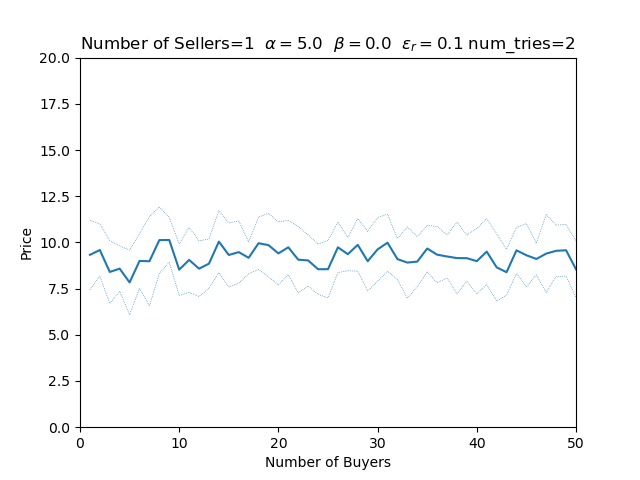 Number of Sellers=1 α = 5.0 β = 0.0 ε_r = 0.1 num_tries=2
20.0
17.5
15.0
12.5
10.0
7.5
5.0
2.5
0.0
Price
0 10 20 30 40 50
Number of Buyers